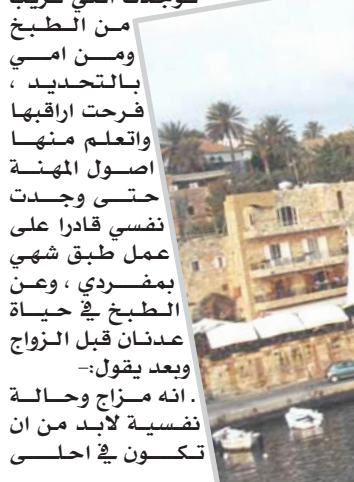 من الطبخ
ومن امي
بالتحديد ،
فرحت اراقبها
واتعلم منها
اصول المهنة
حتى وجدت
نفسي قادرا على
عمل طبق شهي
بمفردي ، وعن
الطبخ في حياة
عدنان قبل الزواج
وبعد يقول:-
. انه مزاج وحالة
نفسية لابد من ان
تكون في احلى